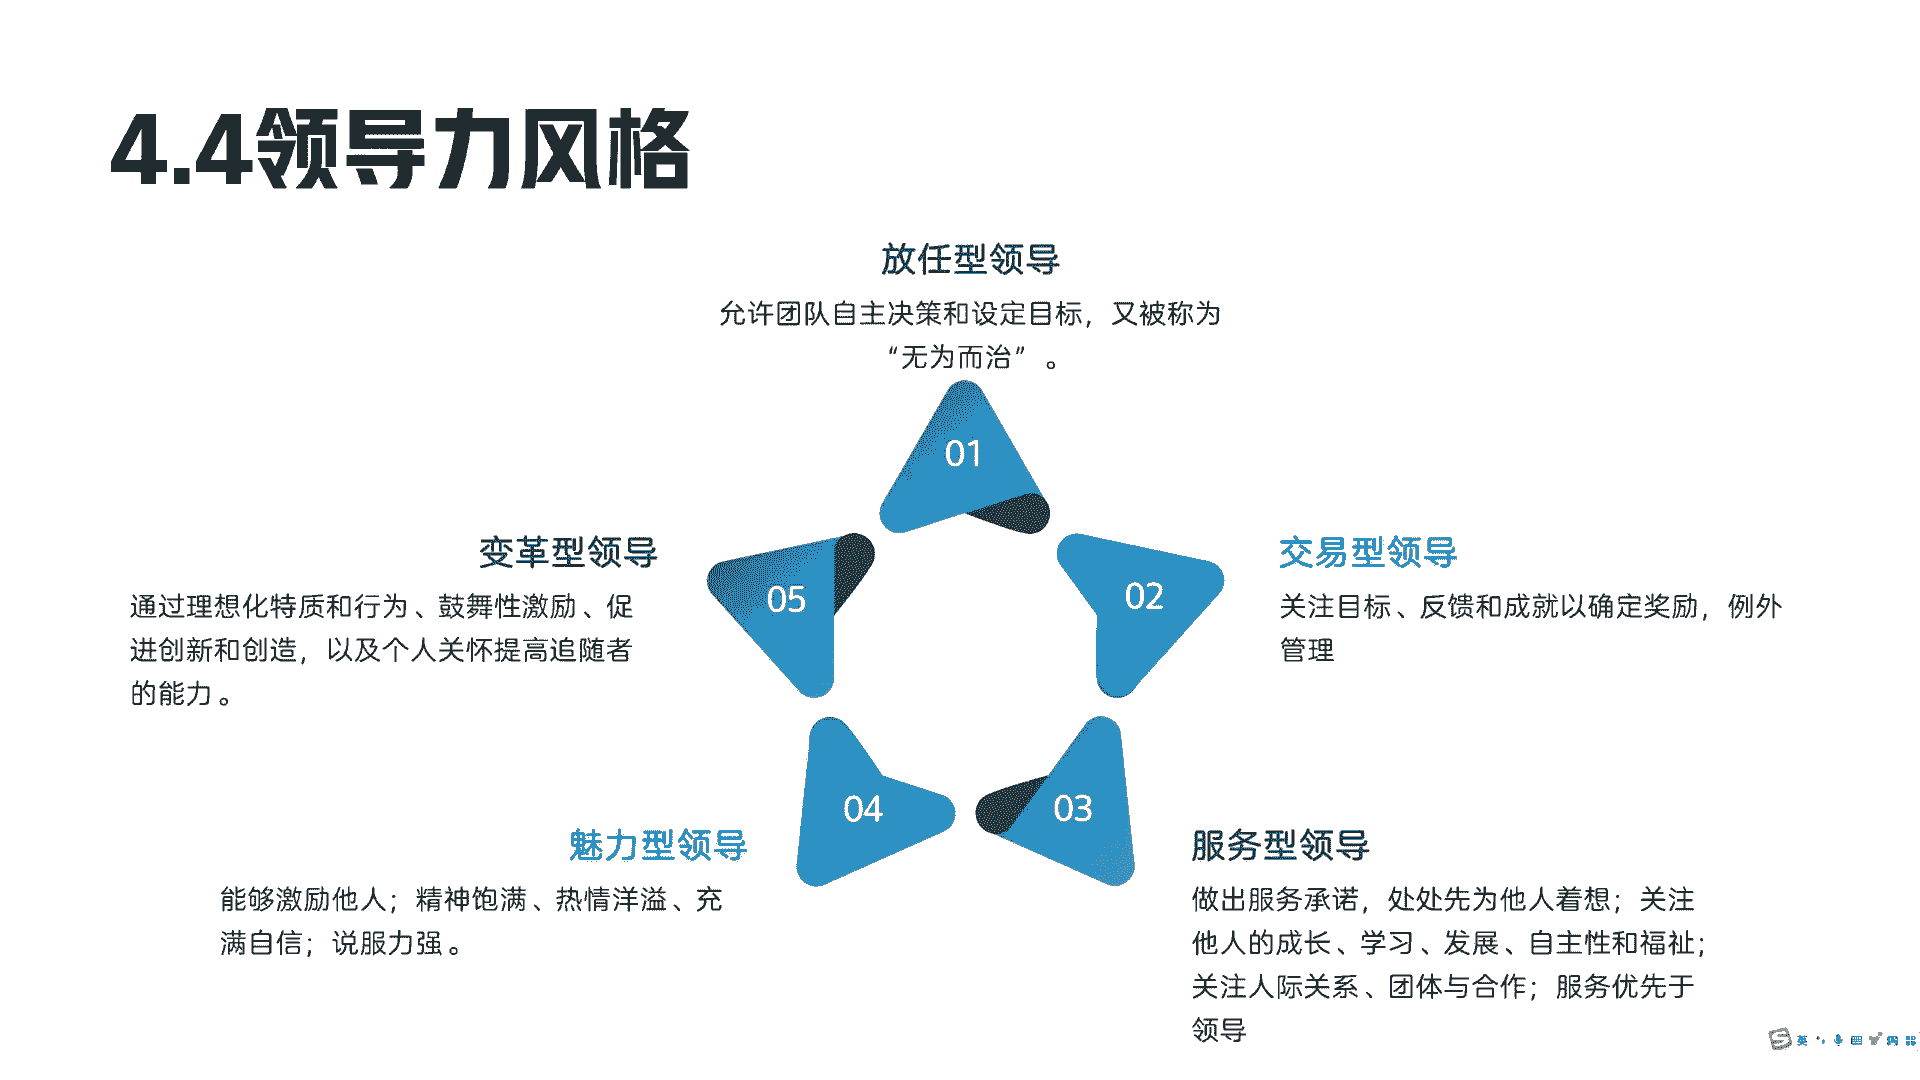 4.4领导力风格
放任型领导
允许团队自主决策和设定目标，又被称为
“无为而治” 。
01
变革型领导
通过理想化特质和行为、鼓舞性激励、促
进创新和创造，以及个人关怀提高追随者
的能力。
05
02
交易型领导
关注目标、反馈和成就以确定奖励，例外
管理
04
03
魅力型领导
能够激励他人；精神饱满、热情洋溢、充
满自信；说服力强。
服务型领导
做出服务承诺，处处先为他人着想；关注
他人的成长、学习、发展、自主性和福祉；
关注人际关系、团体与合作；服务优先于
领导
英